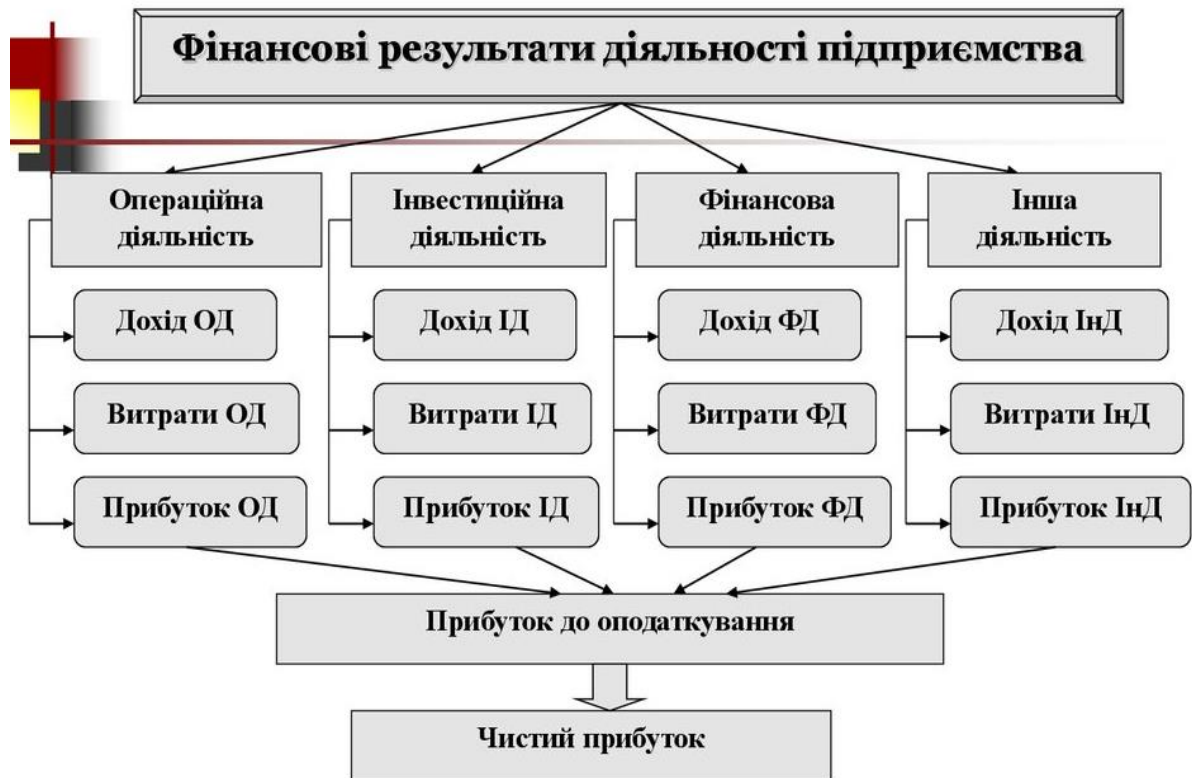 Фінансові результати діяльності підприємства
Операційна
діяльність
Інвестиційна
діяльність
Фінансова
діяльність
Інша
діяльність
Дохід ОД
Дохід ІД
Дохід ФД
Дохід ІнД
Витрати ОД
Витрати ІД
Витрати ФД
Витрати ІнД
Прибуток ОД
Прибуток ІД
Прибуток ФД
Прибуток ІнД
Прибуток до оподаткування
Чистий прибуток